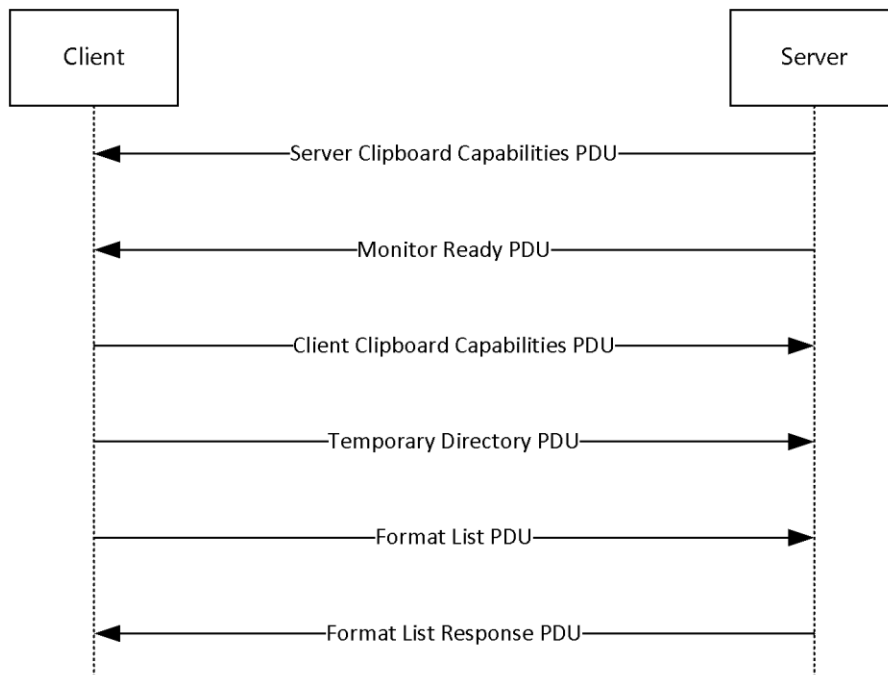 Client
Server
Server Clipboard Capabilities PDU
Monitor Ready PDU
Client Clipboard Capabilities PDU
Temporary Directory PDU
Format List PDU
Format List Response PDU